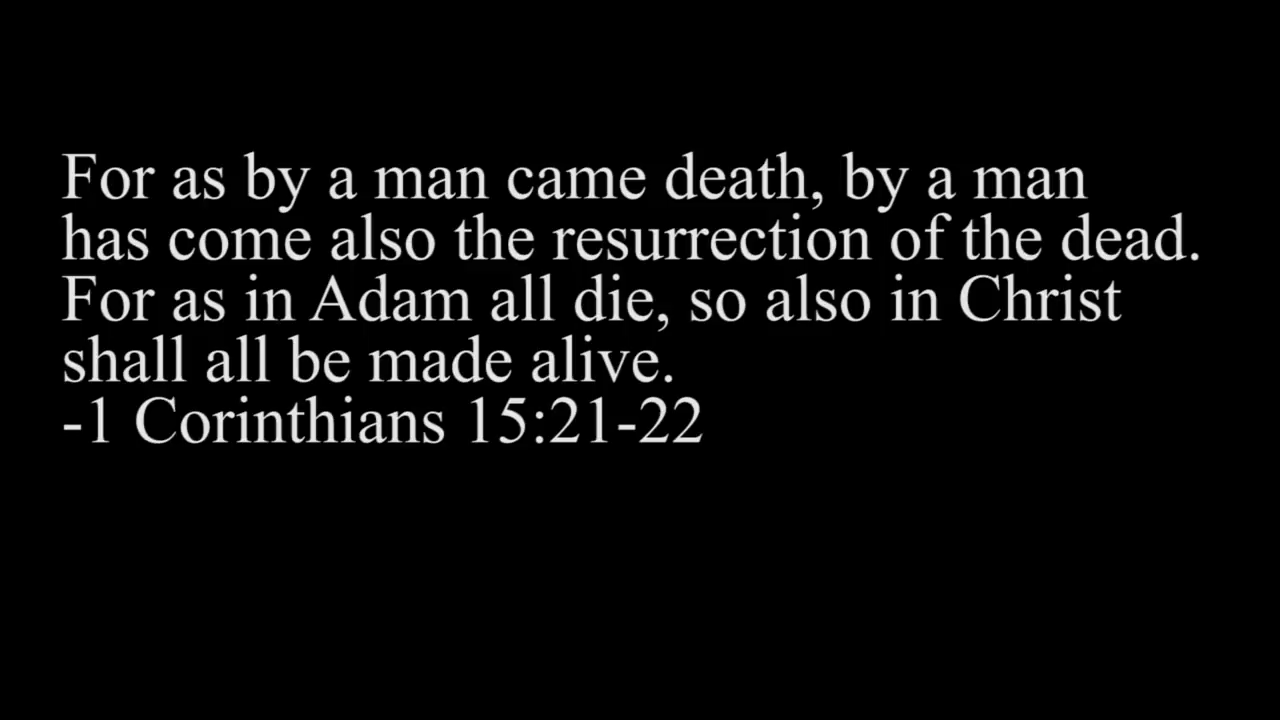 For as by a man came death, by a man
has come also the resurrection of the dead.
For as in Adam all die, so also in Christ
shall all be made alive.
-1 Corinthians 15:21-22